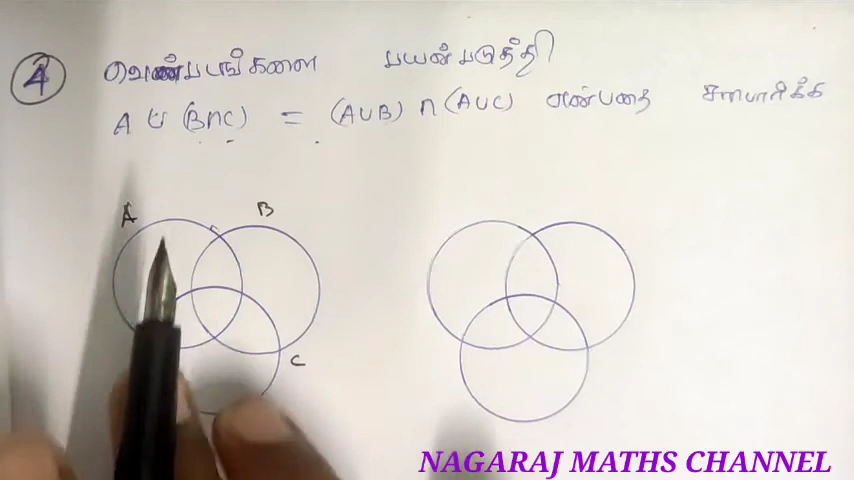 4 வெண்படங்களை பயன்படுத்தி
A ∪ (B∩C) = (A∪B) ∩ (A∪C) என்பதை சரிபார்க்க
A B
C
NAGARAJ MATHS CHANNEL